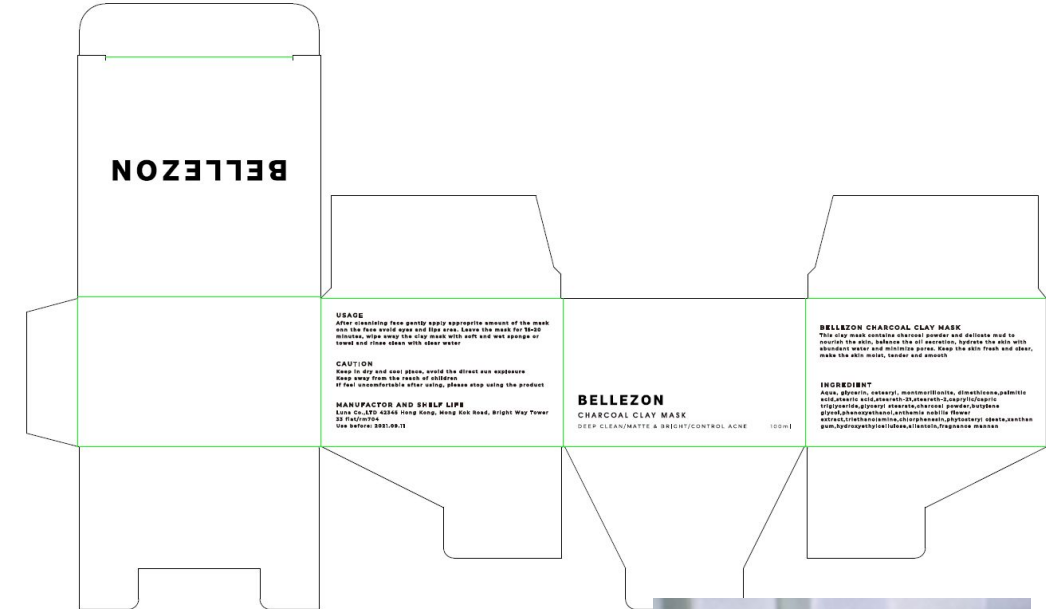 BELLEZON
USAGE
After cleanising face gently apply approprite amount of the mask
onn the face avoid eyes and lips area. Leave the mask for 15-20
minutes, wipe away the clay mask with soft and wet sponge or
towel and rinse clean with clear water
CAUTION
Keep in dry and cool place, avoid the direct sun exposure
Keep away from the reach of children
If feel uncomfortable after using, please stop using the product
MANUFACTOR AND SHELF LIFE
Luna Co.,LTD 42345 Hong Kong, Mong Kok Road, Bright Way Tower
33 flat/rm704
Use before: 2021.09.11
BELLEZON
CHARCOAL CLAY MASK
DEEP CLEAN/MATTE & BRIGHT/CONTROL ACNE 100ml
BELLEZON CHARCOAL CLAY MASK
This clay mask contains charcoal powder and delicate mud to
nourish the skin, balance the oil secretion, hydrate the skin with
abundant water and minimize pores. Keep the skin fresh and clear,
make the skin moist, tender and smooth
INGREDIENT
Aqua, glycerin, cetearyl, montmorillonite, dimethicone,palmitic
acid,stearic acid,steareth-21,steareth-2,caprylic/capric
triglyceride,glyceryl stearate,charcoal powder,butylene
glycol,phenoxyethanol,anthemis nobilis flower
extract,triethanolamine,chlorphenesin,phytosteryl oleate,xanthan
gum,hydroxyethylcellulose,allantoin,fragnance mannan